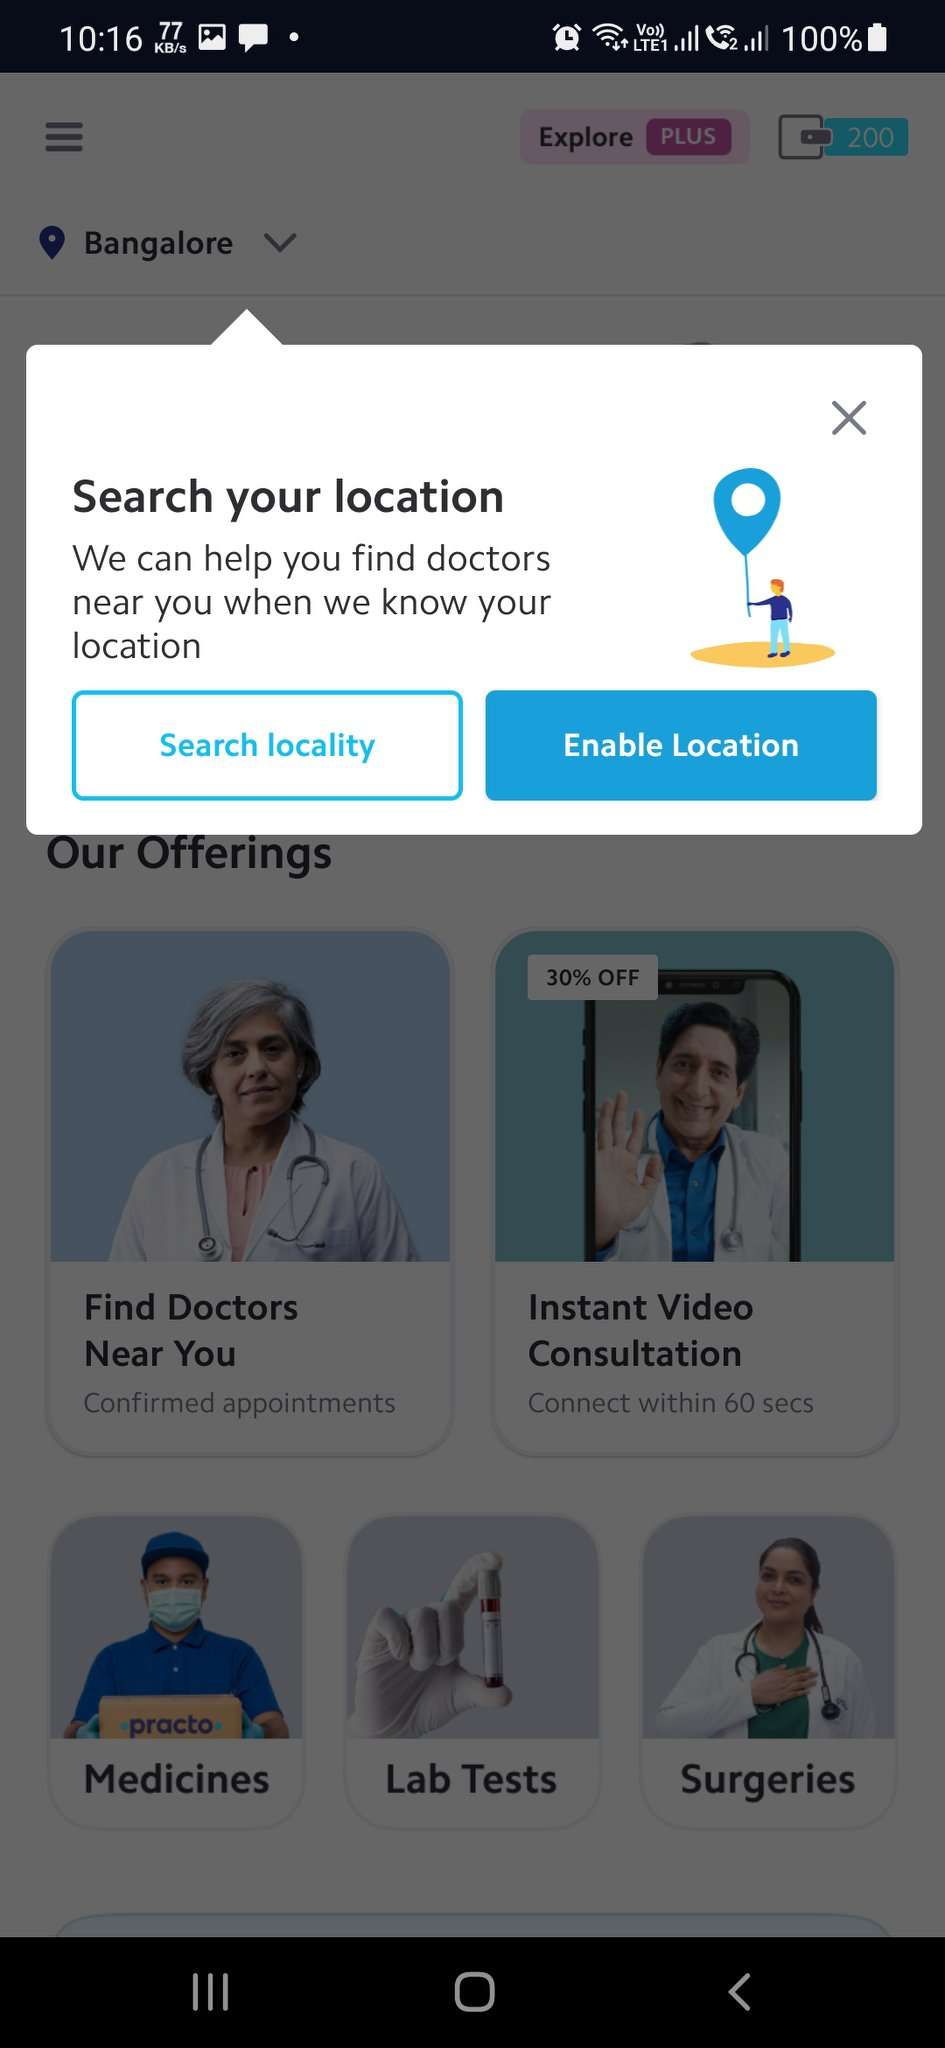 10:16 77 KB/s Vo)) LTE1 2 100%
Explore PLUS 200
Bangalore
Search your location
We can help you find doctors
near you when we know your
location
Search locality Enable Location
Our Offerings
30% OFF
Find Doctors
Near You
Confirmed appointments
Instant Video
Consultation
Connect within 60 secs
practo
Medicines
Lab Tests
Surgeries